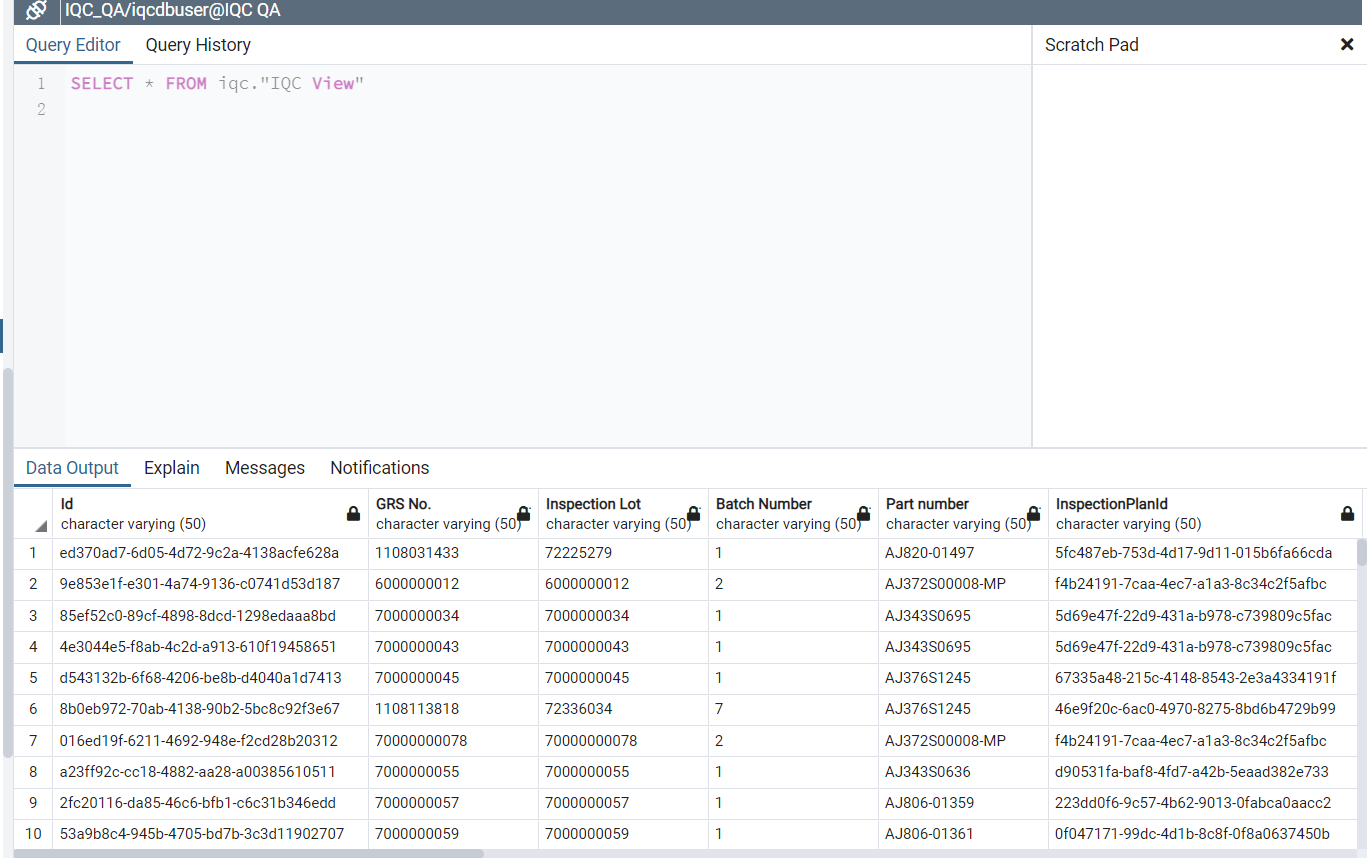 IQC_QA/iqcdbuser@IQC QA
Query Editor Query History Scratch Pad
1 SELECT * FROM iqc."IQC View"
2
Data Output Explain Messages Notifications
Id GRS No. Inspection Lot Batch Number Part number InspectionPlanId
character varying (50) character varying (50) character varying (50) character varying (50) character varying (50) character varying (50)
1 ed370ad7-6d05-4d72-9c2a-4138acfe628a 1108031433 72225279 1 AJ820-01497 5fc487eb-753d-4d17-9d11-015b6fa66cda
2 9e853e1f-e301-4a74-9136-c0741d53d187 6000000012 6000000012 2 AJ372S00008-MP f4b24191-7caa-4ec7-a1a3-8c34c2f5afbc
3 85ef52c0-89cf-4898-8dcd-1298edaaa8bd 7000000034 7000000034 1 AJ343S0695 5d69e47f-22d9-431a-b978-c739809c5fac
4 4e3044e5-f8ab-4c2d-a913-610f19458651 7000000043 7000000043 1 AJ343S0695 5d69e47f-22d9-431a-b978-c739809c5fac
5 d543132b-6f68-4206-be8b-d4040a1d7413 7000000045 7000000045 1 AJ376S1245 67335a48-215c-4148-8543-2e3a4334191f
6 8b0eb972-70ab-4138-90b2-5bc8c92f3e67 1108113818 72336034 7 AJ376S1245 46e9f20c-6ac0-4970-8275-8bd6b4729b99
7 016ed19f-6211-4692-948e-f2cd28b20312 70000000078 70000000078 2 AJ372S00008-MP f4b24191-7caa-4ec7-a1a3-8c34c2f5afbc
8 a23ff92c-cc18-4882-aa28-a00385610511 7000000055 7000000055 1 AJ343S0636 d90531fa-baf8-4fd7-a42b-5eaad382e733
9 2fc20116-da85-46c6-bfb1-c6c31b346edd 7000000057 7000000057 1 AJ806-01359 223dd0f6-9c57-4b62-9013-0fabca0aacc2
10 53a9b8c4-945b-4705-bd7b-3c3d11902707 7000000059 7000000059 1 AJ806-01361 0f047171-99dc-4d1b-8c8f-0f8a0637450b